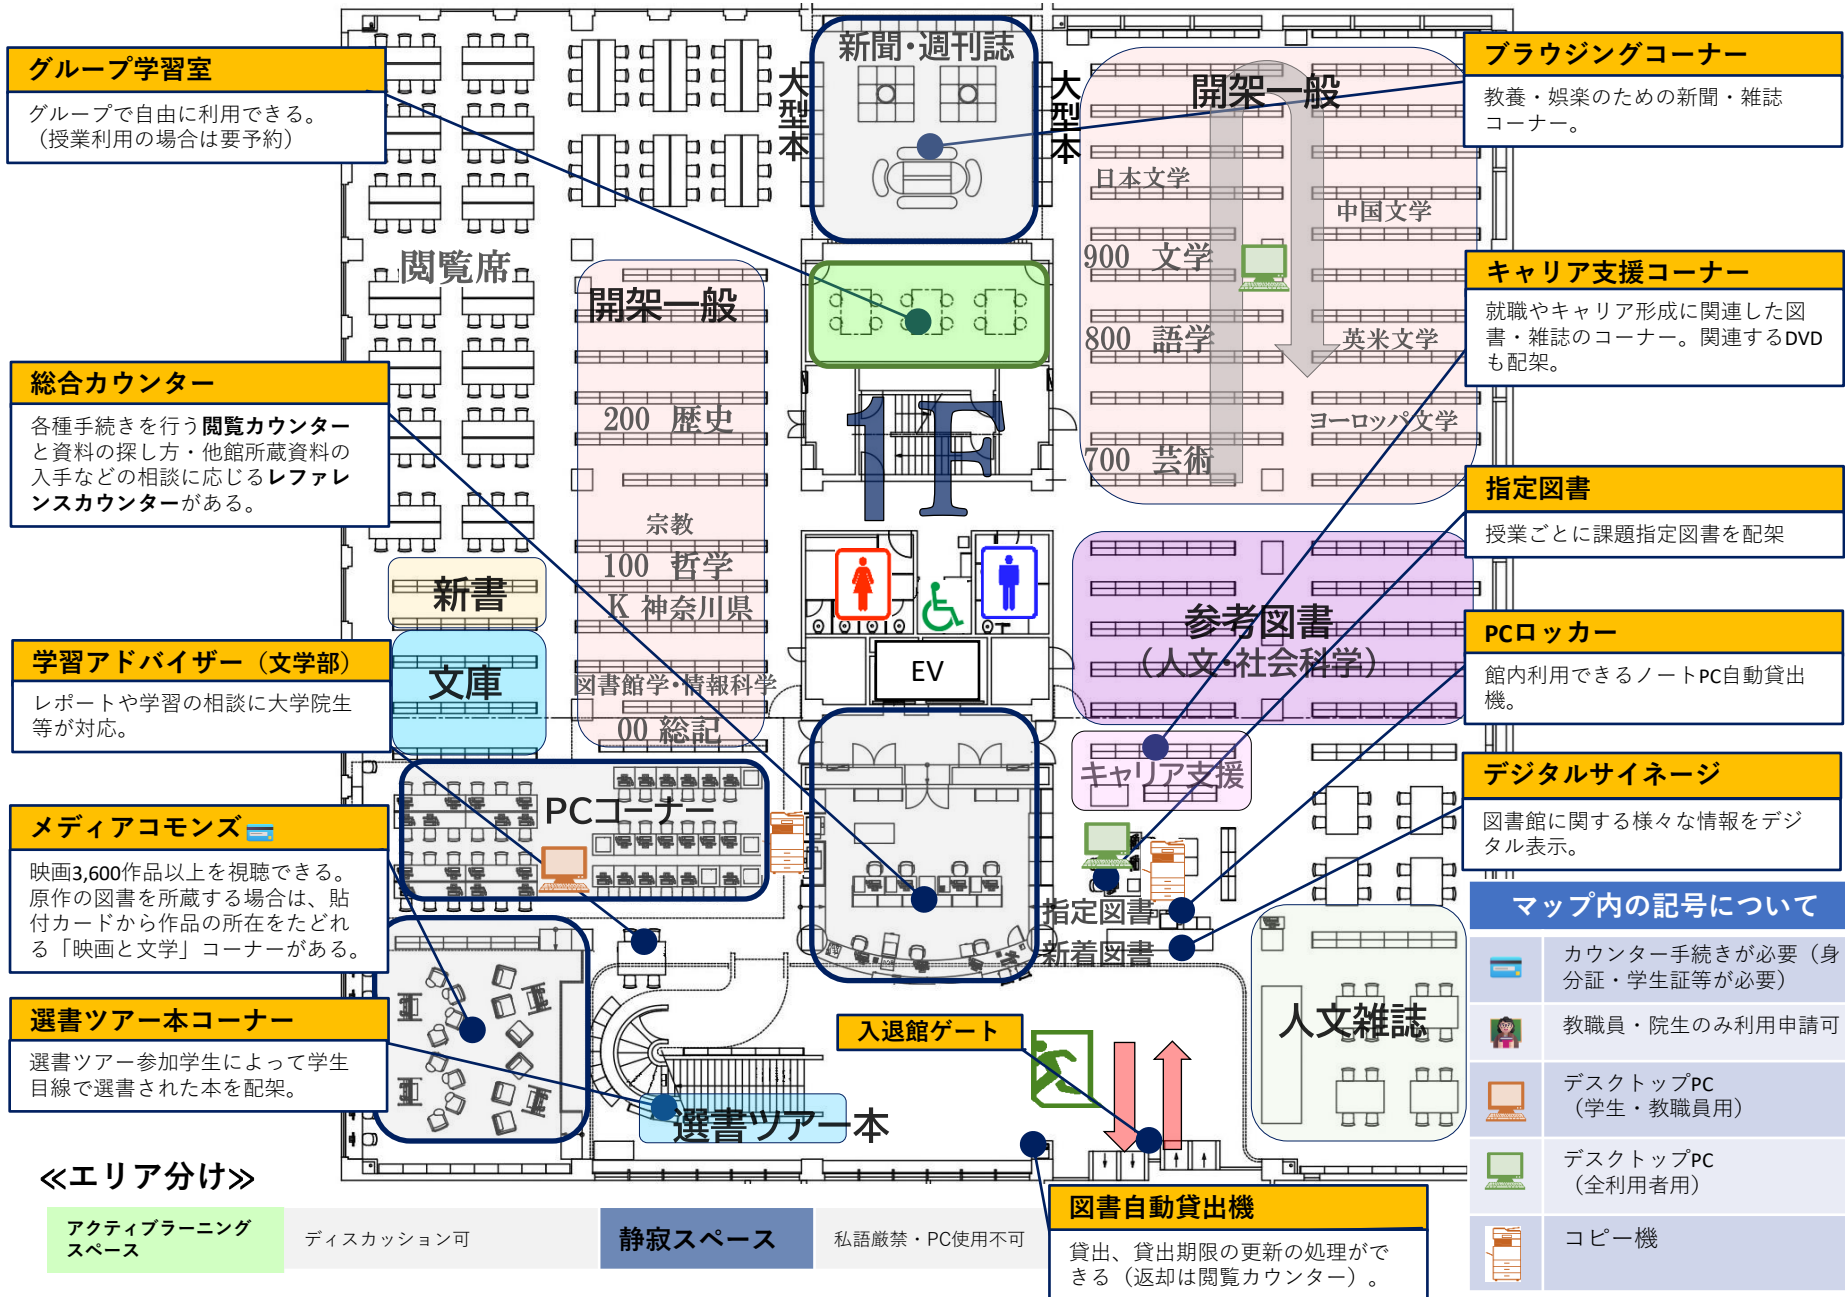 グループ学習室
グループで自由に利用できる。
（授業利用の場合は要予約）
総合カウンター
各種手続きを行う閲覧カウンター
と資料の探し方・他館所蔵資料の
入手などの相談に応じるレファレ
ンスカウンターがある。
学習アドバイザー（文学部）
レポートや学習の相談に大学院生
等が対応。
メディアコモンズ
映画3,600作品以上を視聴できる。
原作の図書を所蔵する場合は、貼
付カードから作品の所在をたどれ
る「映画と文学」コーナーがある。
選書ツアー本コーナー
選書ツアー参加学生によって学生
目線で選書された本を配架。
閲覧席
新書
文庫
開架一般
200 歴史
宗教
100 哲学
K 神奈川県
図書館学・情報科学
00 総記
PCコーナー
選書ツアー本
新聞・週刊誌
大型本
大型本
1F
EV
入退館ゲート
開架一般
日本文学
中国文学
900 文学
800 語学
英米文学
ヨーロッパ文学
700 芸術
参考図書
（人文・社会科学）
キャリア支援
指定図書
新着図書
人文雑誌
ブラウジングコーナー
教養・娯楽のための新聞・雑誌
コーナー。
キャリア支援コーナー
就職やキャリア形成に関連した図
書・雑誌のコーナー。関連するDVD
も配架。
指定図書
授業ごとに課題指定図書を配架
PCロッカー
館内利用できるノートPC自動貸出
機。
デジタルサイネージ
図書館に関する様々な情報をデジ
タル表示。
マップ内の記号について
カウンター手続きが必要（身
分証・学生証等が必要）
教職員・院生のみ利用申請可
デスクトップPC
（学生・教職員用）
デスクトップPC
（全利用者用）
コピー機
図書自動貸出機
貸出、貸出期限の更新の処理がで
きる（返却は閲覧カウンター）。
≪エリア分け≫
アクティブラーニング
スペース
ディスカッション可
静寂スペース
私語厳禁・PC使用不可